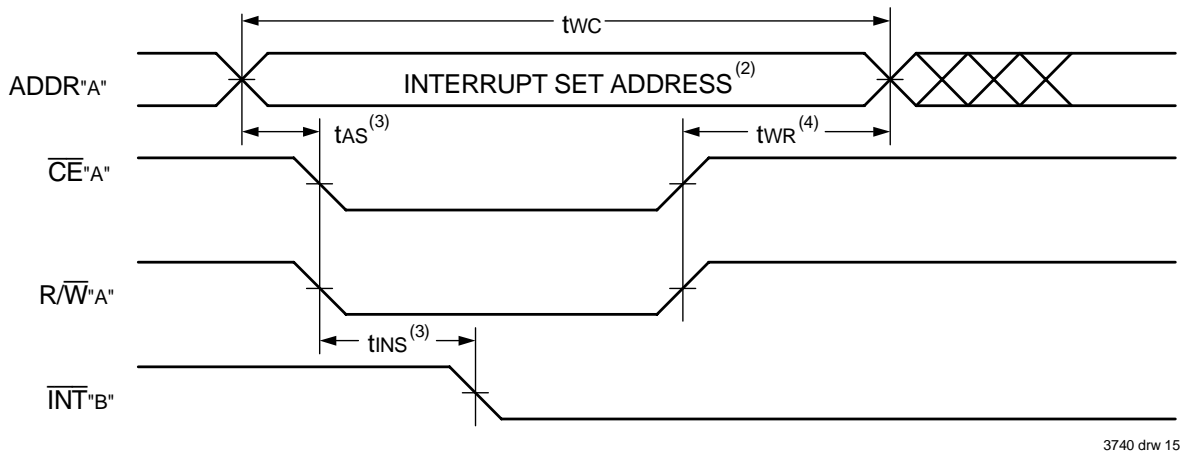 tWC
ADDR"A"
INTERRUPT SET ADDRESS(2)
tAS(3)
tWR(4)
CE"A"
R/W"A"
tINS(3)
INT"B"
3740 drw 15